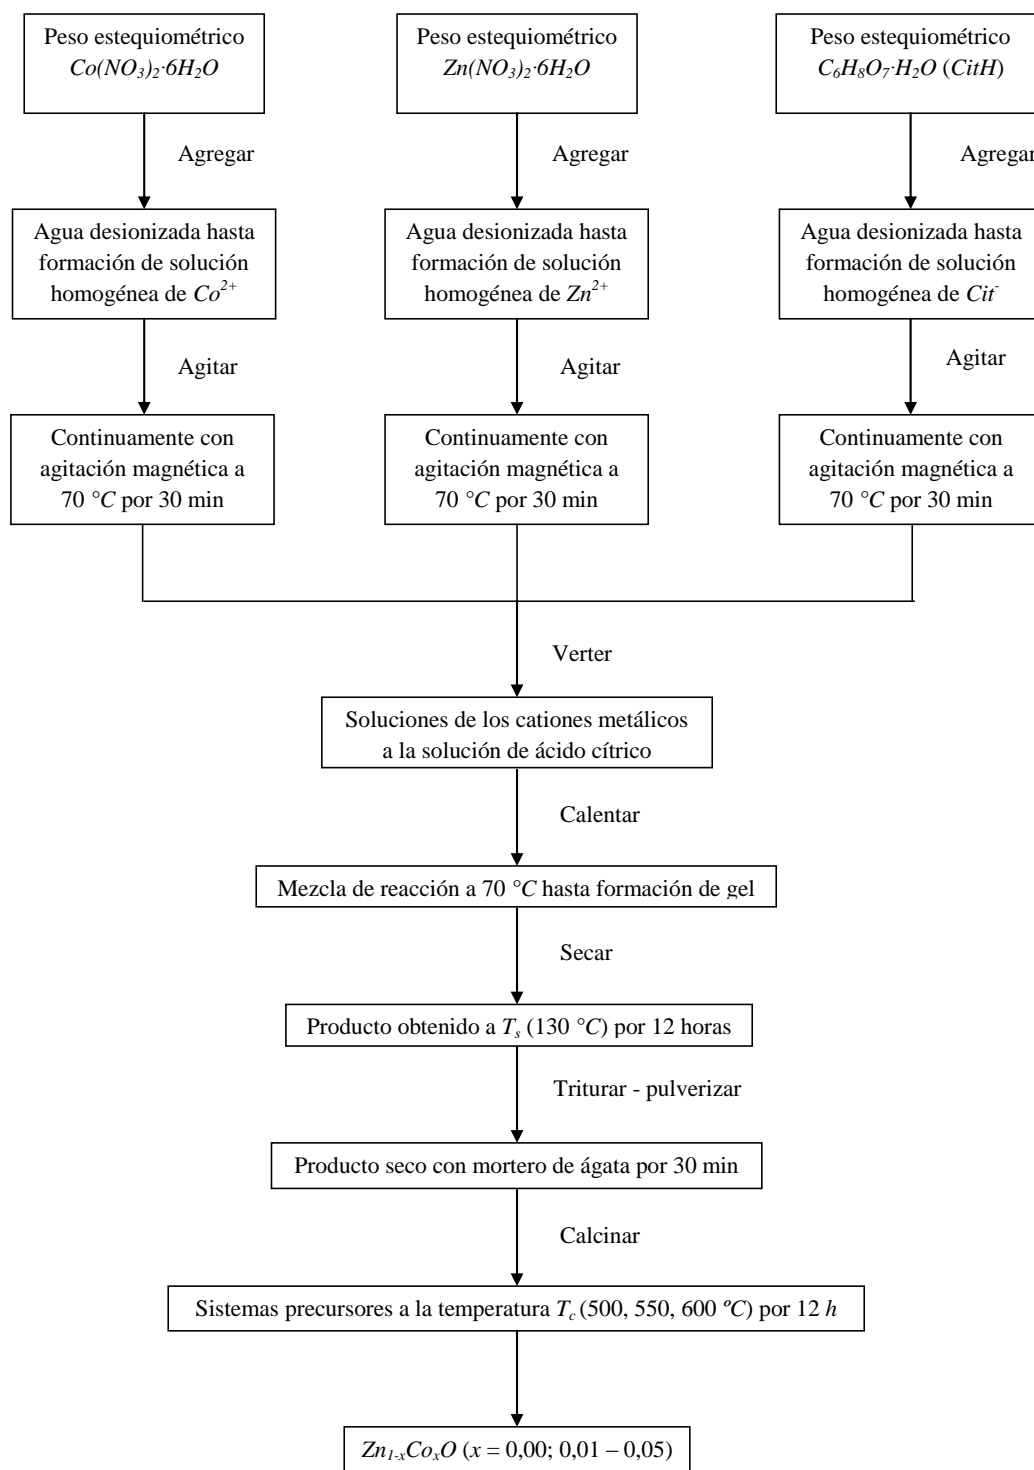 Peso estequiométrico
Co(NO3)2·6H2O
Peso estequiométrico
Zn(NO3)2·6H2O
Peso estequiométrico
C6H8O7·H2O (CitH)
Agregar
Agregar
Agregar
Agua desionizada hasta
formación de solución
homogénea de Co2+
Agua desionizada hasta
formación de solución
homogénea de Zn2+
Agua desionizada hasta
formación de solución
homogénea de Cit-
Agitar
Agitar
Agitar
Continuamente con
agitación magnética a
70 °C por 30 min
Continuamente con
agitación magnética a
70 °C por 30 min
Continuamente con
agitación magnética a
70 °C por 30 min
Verter
Soluciones de los cationes metálicos
a la solución de ácido cítrico
Calentar
Mezcla de reacción a 70 °C hasta formación de gel
Secar
Producto obtenido a Ts (130 °C) por 12 horas
Triturar - pulverizar
Producto seco con mortero de ágata por 30 min
Calcinar
Sistemas precursores a la temperatura Tc (500, 550, 600 ºC) por 12 h
Zn1-xCoxO (x = 0,00; 0,01 – 0,05)